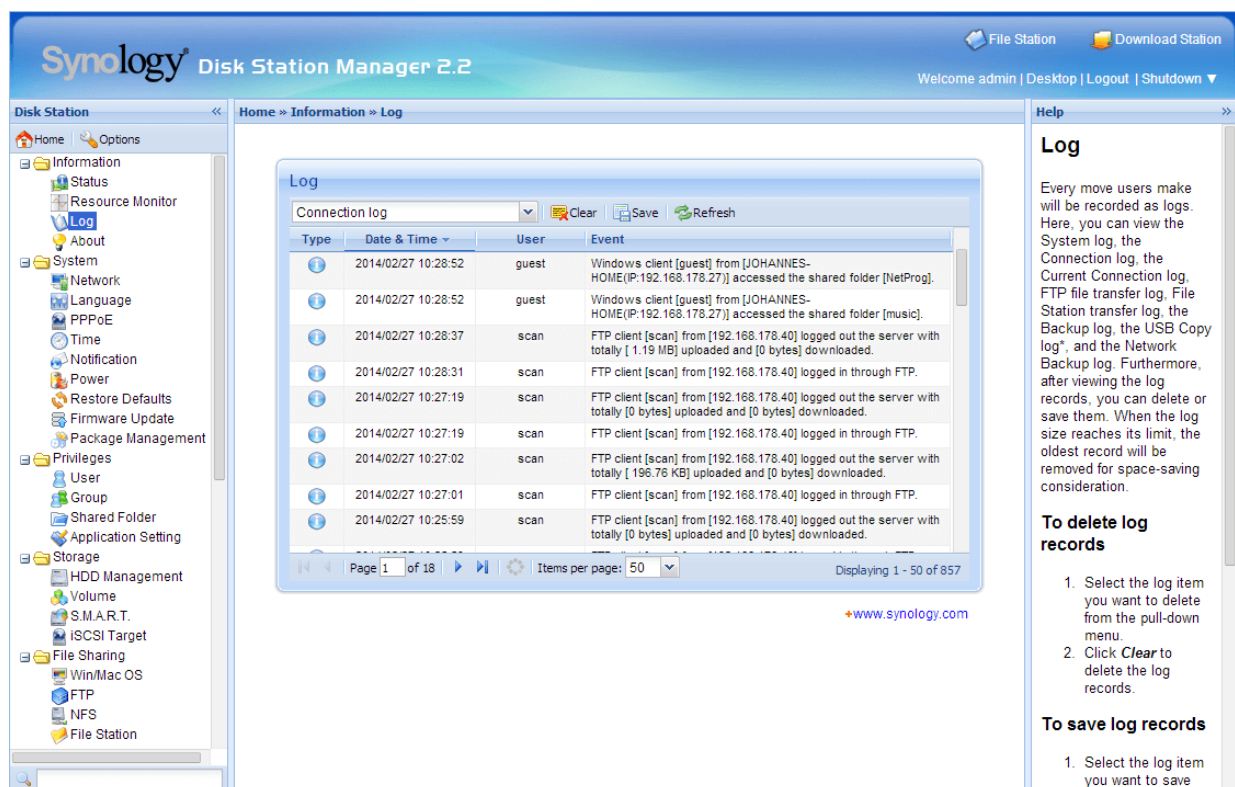 Synology Disk Station Manager 2.2
File Station Download Station
Welcome admin | Desktop | Logout | Shutdown ▼
Disk Station «
Home Options
Information
Status
Resource Monitor
Log
About
System
Network
Language
PPPoE
Time
Notification
Power
Restore Defaults
Firmware Update
Package Management
Privileges
User
Group
Shared Folder
Application Setting
Storage
HDD Management
Volume
S.M.A.R.T.
iSCSI Target
File Sharing
Win/Mac OS
FTP
NFS
File Station
Home » Information » Log
Log
Connection log Clear Save Refresh
Type Date & Time User Event
2014/02/27 10:28:52 guest Windows client [guest] from [JOHANNES-
HOME(IP:192.168.178.27)] accessed the shared folder [NetProg].
2014/02/27 10:28:52 guest Windows client [guest] from [JOHANNES-
HOME(IP:192.168.178.27)] accessed the shared folder [music].
2014/02/27 10:28:37 scan FTP client [scan] from [192.168.178.40] logged out the server with
totally [ 1.19 MB] uploaded and [0 bytes] downloaded.
2014/02/27 10:28:31 scan FTP client [scan] from [192.168.178.40] logged in through FTP.
2014/02/27 10:27:19 scan FTP client [scan] from [192.168.178.40] logged out the server with
totally [0 bytes] uploaded and [0 bytes] downloaded.
2014/02/27 10:27:19 scan FTP client [scan] from [192.168.178.40] logged in through FTP.
2014/02/27 10:27:02 scan FTP client [scan] from [192.168.178.40] logged out the server with
totally [ 196.76 KB] uploaded and [0 bytes] downloaded.
2014/02/27 10:27:01 scan FTP client [scan] from [192.168.178.40] logged in through FTP.
2014/02/27 10:25:59 scan FTP client [scan] from [192.168.178.40] logged out the server with
totally [0 bytes] uploaded and [0 bytes] downloaded.
Page 1 of 18 Items per page: 50 Displaying 1 - 50 of 857
+www.synology.com
Help »
Log
Every move users make
will be recorded as logs.
Here, you can view the
System log, the
Connection log, the
Current Connection log,
FTP file transfer log, File
Station transfer log, the
Backup log, the USB Copy
log*, and the Network
Backup log. Furthermore,
after viewing the log
records, you can delete or
save them. When the log
size reaches its limit, the
oldest record will be
removed for space-saving
consideration.
To delete log
records
1. Select the log item
you want to delete
from the pull-down
menu.
2. Click Clear to
delete the log
records.
To save log records
1. Select the log item
you want to save